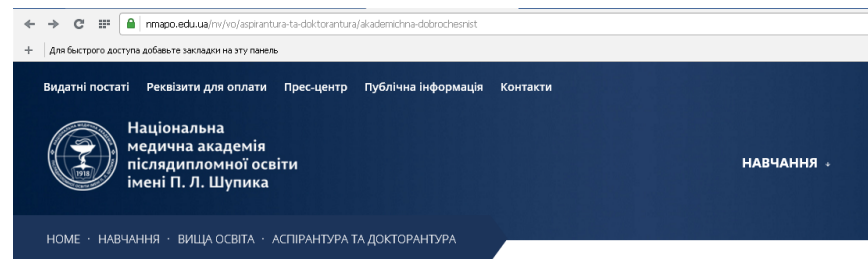 nmapo.edu.ua/nv/vo/aspirantura-ta-doktorantura/akademichna-dobrochesnist
Для быстрого доступа добавьте закладки на эту панель
Видатні постаті Реквізити для оплати Прес-центр Публічна інформація Контакти
Національна
медична академія
післядипломної освіти
імені П. Л. Шупика
1918
НАВЧАННЯ
HOME · НАВЧАННЯ · ВИЩА ОСВІТА · АСПІРАНТУРА ТА ДОКТОРАНТУРА